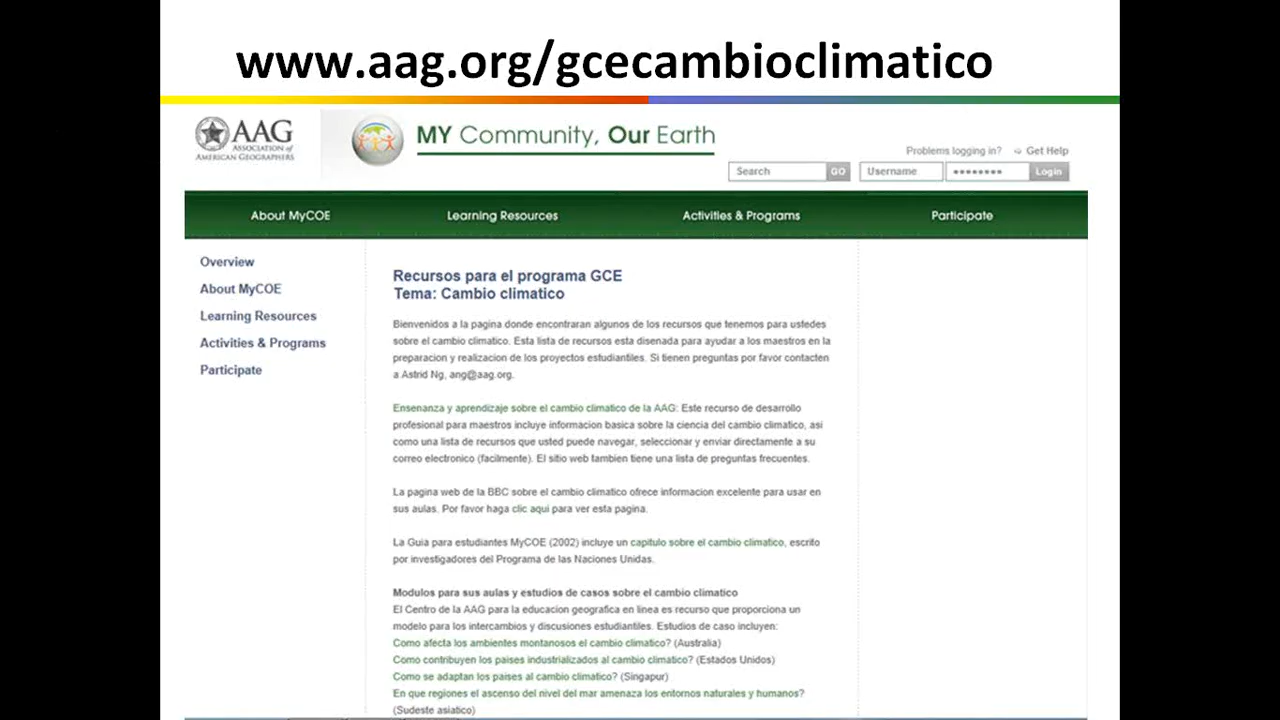 www.aag.org/gcecambioclimatico
AAG
ASSOCIATION of
AMERICAN GEOGRAPHERS
MY Community, Our Earth
Problems logging in? Get Help
Search GO Username ******** Login
About MyCOE Learning Resources Activities & Programs Participate
Overview
About MyCOE
Learning Resources
Activities & Programs
Participate
Recursos para el programa GCE
Tema: Cambio climatico
Bienvenidos a la pagina donde encontraran algunos de los recursos que tenemos para ustedes
sobre el cambio climatico. Esta lista de recursos esta disenada para ayudar a los maestros en la
preparacion y realizacion de los proyectos estudiantiles. Si tienen preguntas por favor contacten
a Astrid Ng, ang@aag.org.
Ensenanza y aprendizaje sobre el cambio climatico de la AAG: Este recurso de desarrollo
profesional para maestros incluye informacion basica sobre la ciencia del cambio climatico, asi
como una lista de recursos que usted puede navegar, seleccionar y enviar directamente a su
correo electronico (facilmente). El sitio web tambien tiene una lista de preguntas frecuentes.
La pagina web de la BBC sobre el cambio climatico ofrece informacion excelente para usar en
sus aulas. Por favor haga clic aqui para ver esta pagina.
La Guia para estudiantes MyCOE (2002) incluye un capitulo sobre el cambio climatico, escrito
por investigadores del Programa de las Naciones Unidas.
Modulos para sus aulas y estudios de casos sobre el cambio climatico
El Centro de la AAG para la educacion geografica en linea es recurso que proporciona un
modelo para los intercambios y discusiones estudiantiles. Estudios de caso incluyen:
Como afecta los ambientes montanosos el cambio climatico? (Australia)
Como contribuyen los paises industrializados al cambio climatico? (Estados Unidos)
Como se adaptan los paises al cambio climatico? (Singapur)
En que regiones el ascenso del nivel del mar amenaza los entornos naturales y humanos?
(Sudeste asiatico)